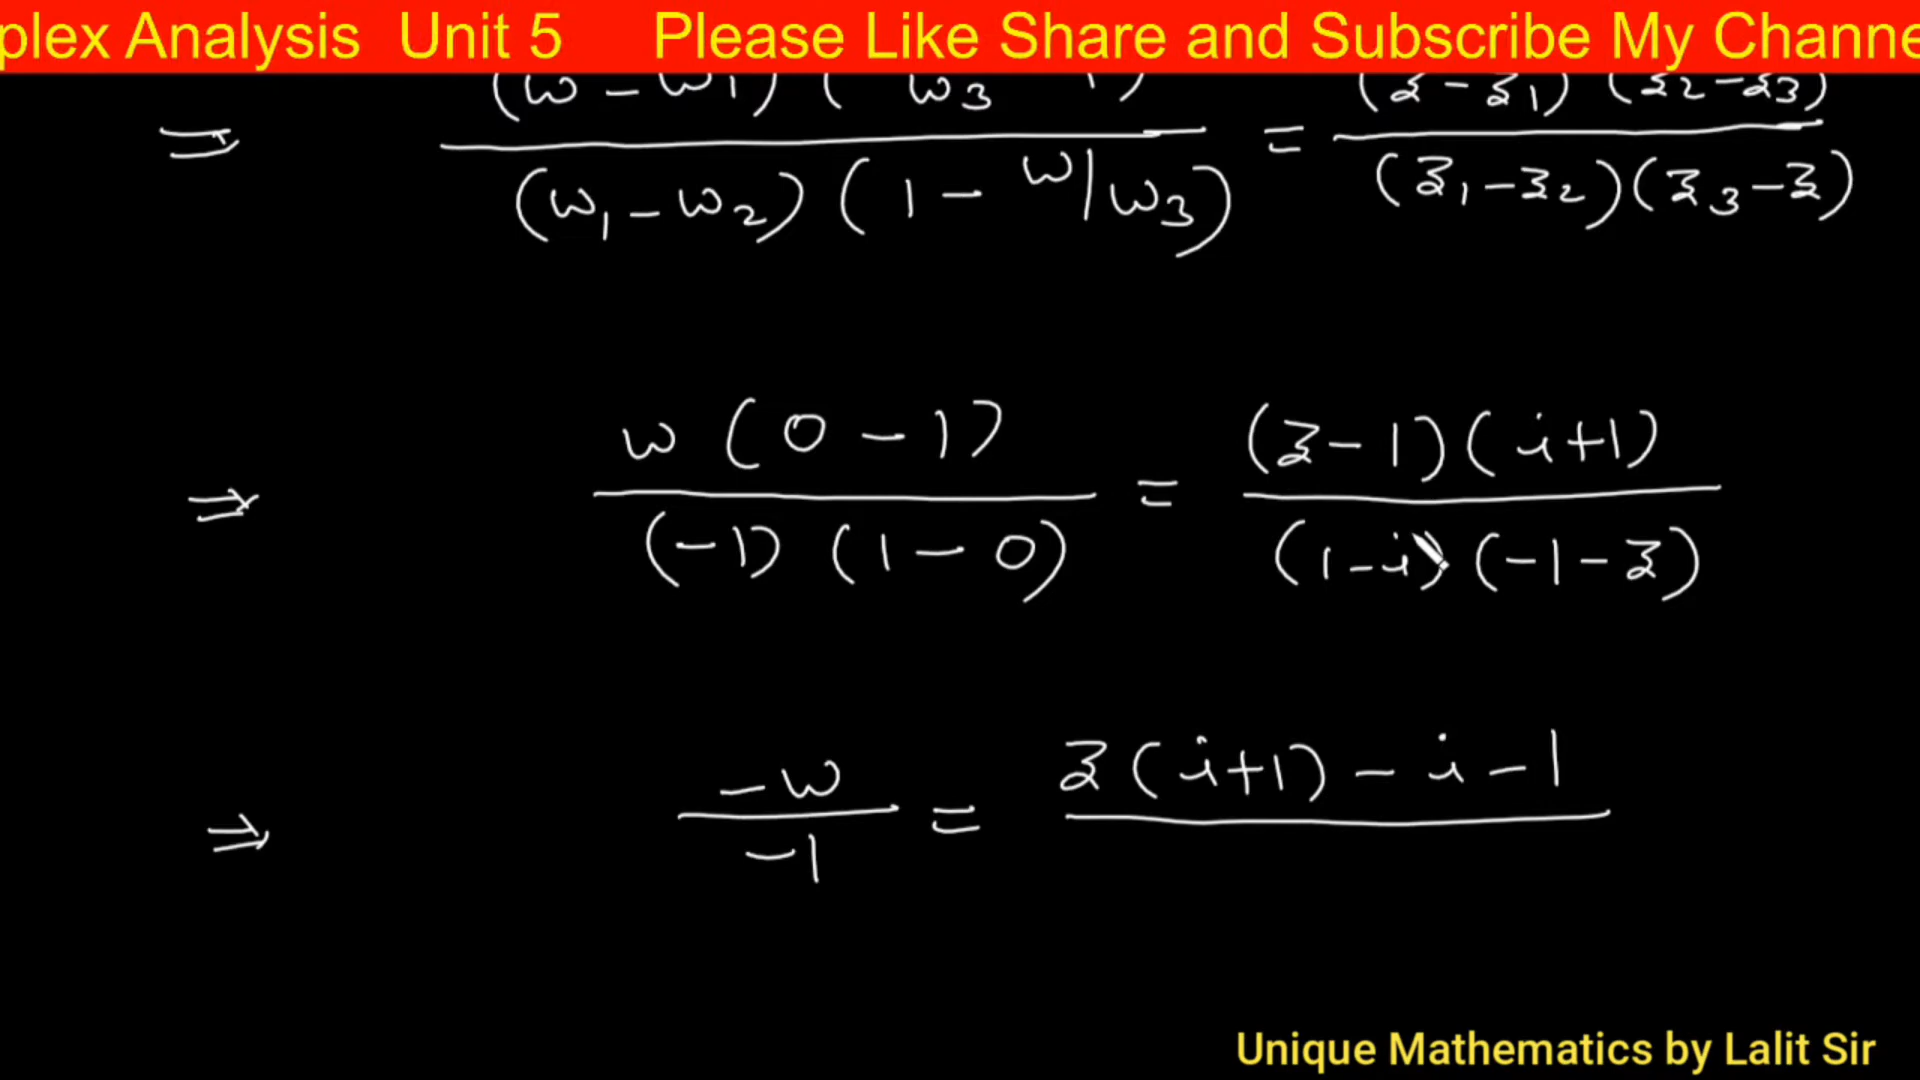 plex Analysis Unit 5 Please Like Share and Subscribe My Channe
⇒ (w - w1) ( w3 - 1) / (w1 - w2) (1 - w/w3) = (z - z1) (z2 - z3) / (z1 - z2)(z3 - z)
⇒ w (0 - 1) / (-1) (1 - 0) = (z - 1)(i+1) / (1 - i)(-1 - z)
⇒ -w / -1 = z(i+1) - i - 1
Unique Mathematics by Lalit Sir